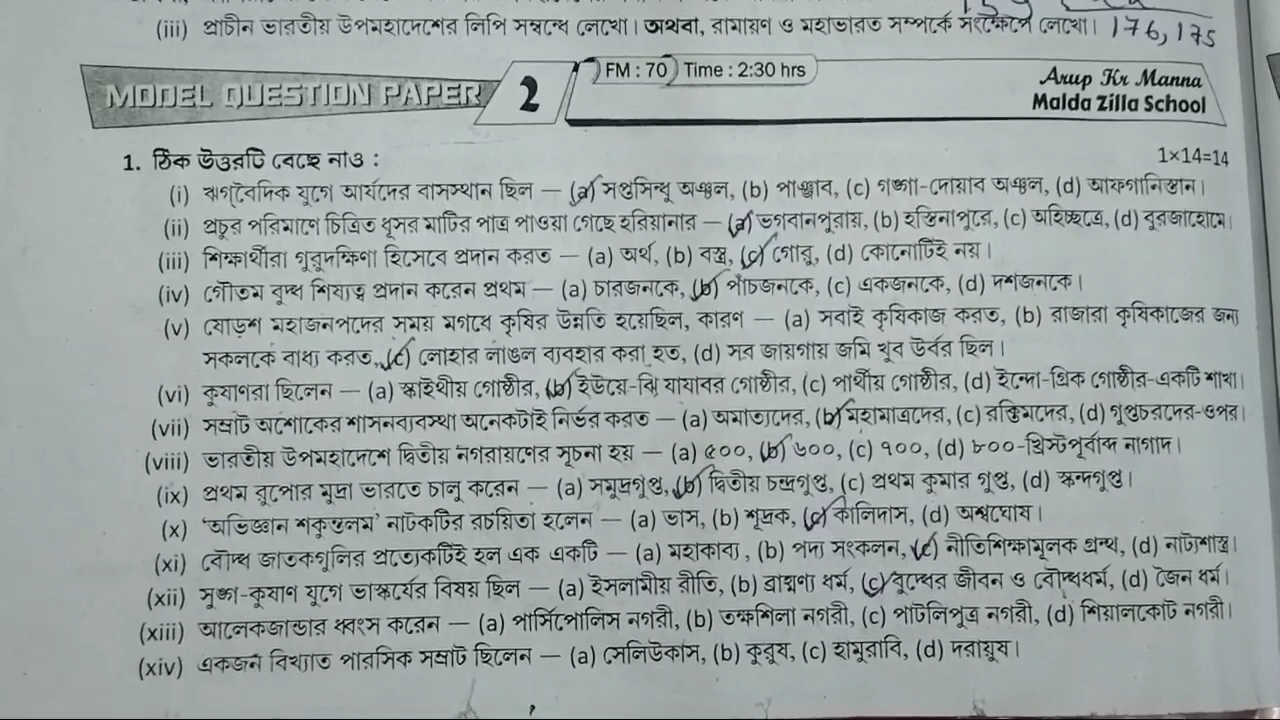 (iii) প্রাচীন ভারতীয় উপমহাদেশের লিপি সম্বন্ধে লেখো। অথবা, রামায়ণ ও মহাভারত সম্পর্কে সংক্ষেপে লেখো। 176, 175
MODEL QUESTION PAPER 2 FM : 70 Time : 2:30 hrs Arup Kr Manna
Malda Zilla School
1. ঠিক উত্তরটি বেছে নাও : 1×14=14
(i) ঋগ্‌বৈদিক যুগে আর্যদের বাসস্থান ছিল — (a) সপ্তসিন্ধু অঞ্চল, (b) পাঞ্জাব, (c) গঙ্গা-দোয়াব অঞ্চল, (d) আফগানিস্তান।
(ii) প্রচুর পরিমাণে চিত্রিত ধূসর মাটির পাত্র পাওয়া গেছে হরিয়ানার — (a) ভগবানপুরায়, (b) হস্তিনাপুরে, (c) অহিচ্ছত্রে, (d) বুরজাহোমে।
(iii) শিক্ষার্থীরা গুরুদক্ষিণা হিসেবে প্রদান করত — (a) অর্থ, (b) বস্ত্র, (c) গোরু, (d) কোনোটিই নয়।
(iv) গৌতম বুদ্ধ শিষ্যত্ব প্রদান করেন প্রথম — (a) চারজনকে, (b) পাঁচজনকে, (c) একজনকে, (d) দশজনকে।
(v) ষোড়শ মহাজনপদের সময় মগধে কৃষির উন্নতি হয়েছিল, কারণ — (a) সবাই কৃষিকাজ করত, (b) রাজারা কৃষিকাজের জন্য
সকলকে বাধ্য করত, (c) লোহার লাঙল ব্যবহার করা হত, (d) সব জায়গায় জমি খুব উর্বর ছিল।
(vi) কুষাণরা ছিলেন — (a) স্কাইথীয় গোষ্ঠীর, (b) ইউয়ে-ঝি যাযাবর গোষ্ঠীর, (c) পার্থীয় গোষ্ঠীর, (d) ইন্দো-গ্রিক গোষ্ঠীর-একটি শাখা।
(vii) সম্রাট অশোকের শাসনব্যবস্থা অনেকটাই নির্ভর করত — (a) অমাত্যদের, (b) মহামাত্রদের, (c) রক্তিমদের, (d) গুপ্তচরদের-ওপর।
(viii) ভারতীয় উপমহাদেশে দ্বিতীয় নগরায়ণের সূচনা হয় — (a) ৫০০, (b) ৬০০, (c) ৭০০, (d) ৮০০-খ্রিস্টপূর্বাব্দ নাগাদ।
(ix) প্রথম রুপোর মুদ্রা ভারতে চালু করেন — (a) সমুদ্রগুপ্ত, (b) দ্বিতীয় চন্দ্রগুপ্ত, (c) প্রথম কুমার গুপ্ত, (d) স্কন্দগুপ্ত।
(x) ‘অভিজ্ঞান শকুন্তলম’ নাটকটির রচয়িতা হলেন — (a) ভাস, (b) শূদ্রক, (c) কালিদাস, (d) অশ্বঘোষ।
(xi) বৌদ্ধ জাতকগুলির প্রত্যেকটিই হল এক একটি — (a) মহাকাব্য, (b) পদ্য সংকলন, (c) নীতিশিক্ষামূলক গ্রন্থ, (d) নাট্যশাস্ত্র।
(xii) সুঙ্গ-কুষাণ যুগে ভাস্কর্যের বিষয় ছিল — (a) ইসলামীয় রীতি, (b) ব্রাহ্মণ্য ধর্ম, (c) বুদ্ধের জীবন ও বৌদ্ধধর্ম, (d) জৈন ধর্ম।
(xiii) আলেকজান্ডার ধ্বংস করেন — (a) পার্সিপোলিস নগরী, (b) তক্ষশিলা নগরী, (c) পাটলিপুত্র নগরী, (d) শিয়ালকোট নগরী।
(xiv) একজন বিখ্যাত পারসিক সম্রাট ছিলেন — (a) সেলিউকাস, (b) কুরুষ, (c) হামুরাবি, (d) দরায়ুষ।